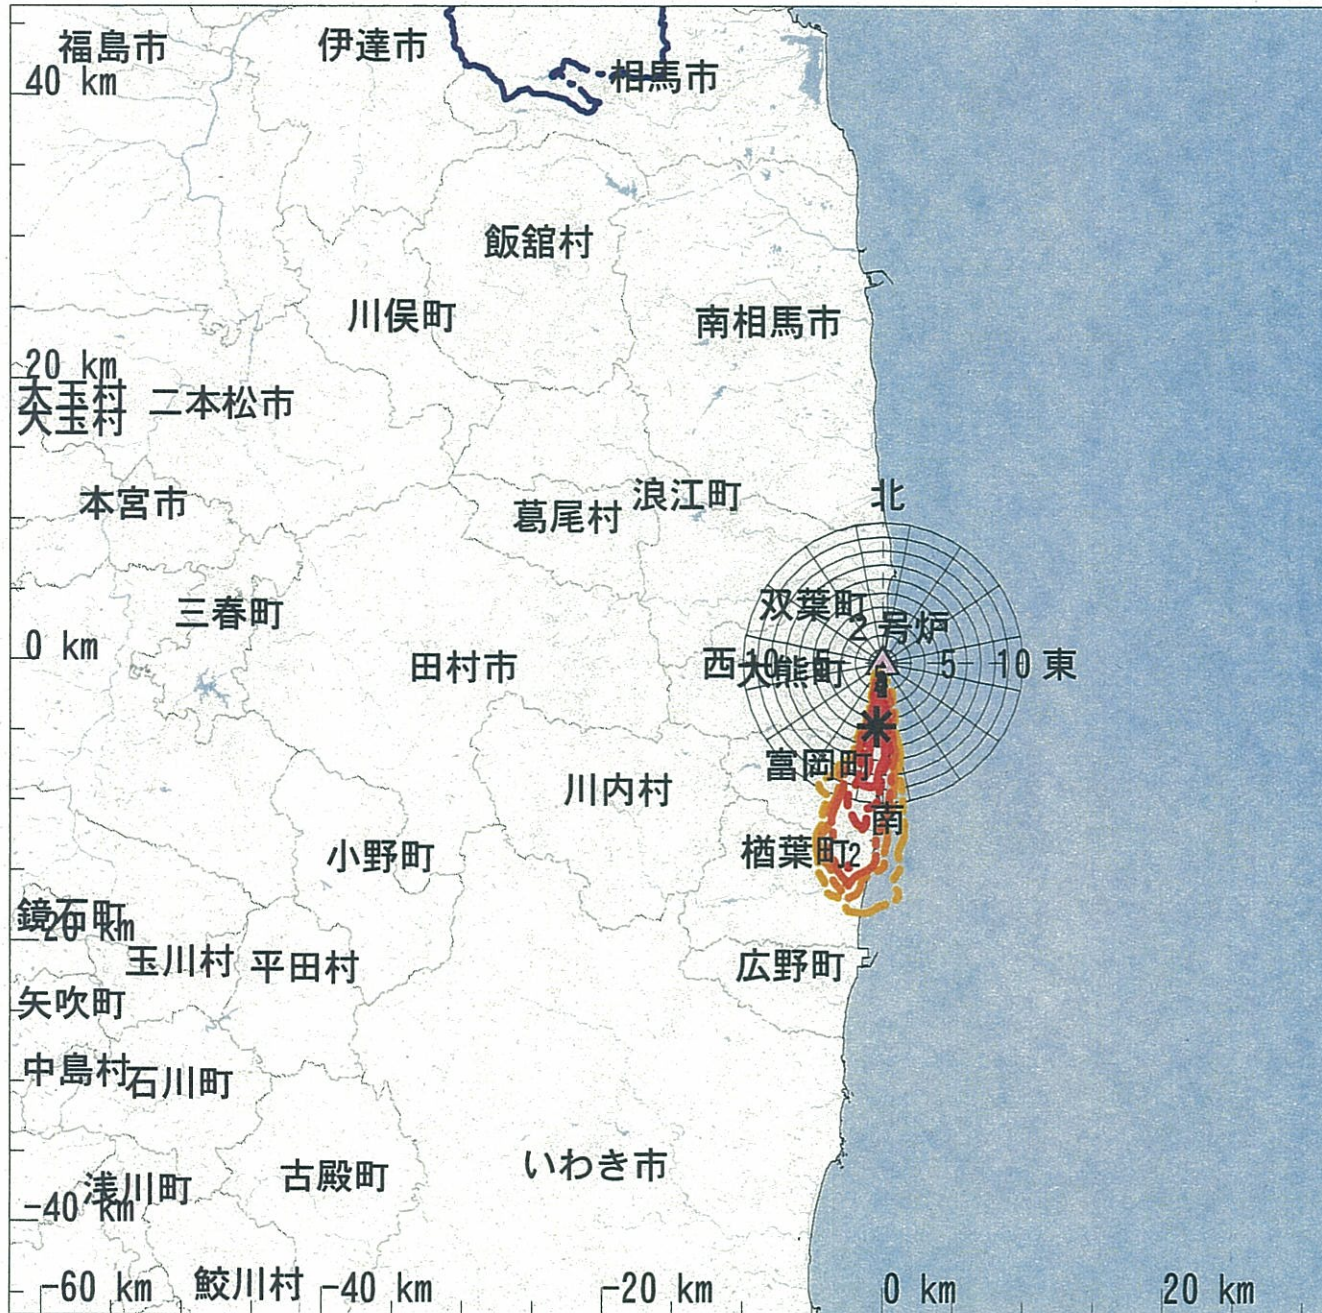 福島市
伊達市
相馬市
40 km
飯舘村
川俣町
南相馬市
20 km
大玉村
二本松市
大玉村
本宮市
葛尾村
浪江町
北
三春町
双葉町
2号炉
0 km
田村市
西
10
5
大熊町
5
10
東
富岡町
川内村
南
小野町
楢葉町
2
鏡石町
-20 km
玉川村
平田村
広野町
矢吹町
中島村
石川町
いわき市
古殿町
浅川町
-40 km
-60 km
鮫川村
-40 km
-20 km
0 km
20 km